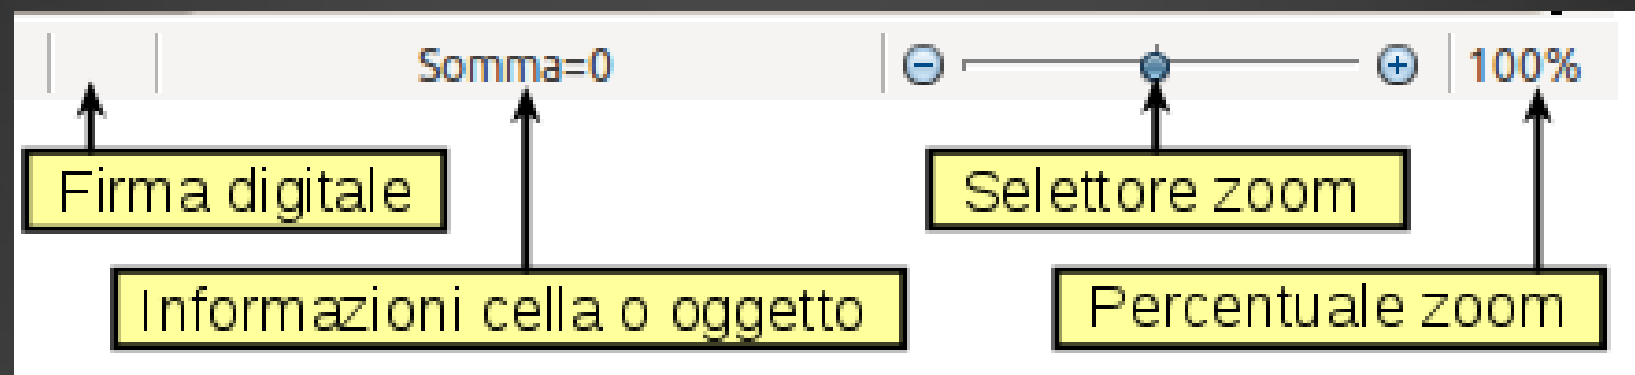 Somma=0 100%
Firma digitale Selettore zoom
Informazioni cella o oggetto Percentuale zoom